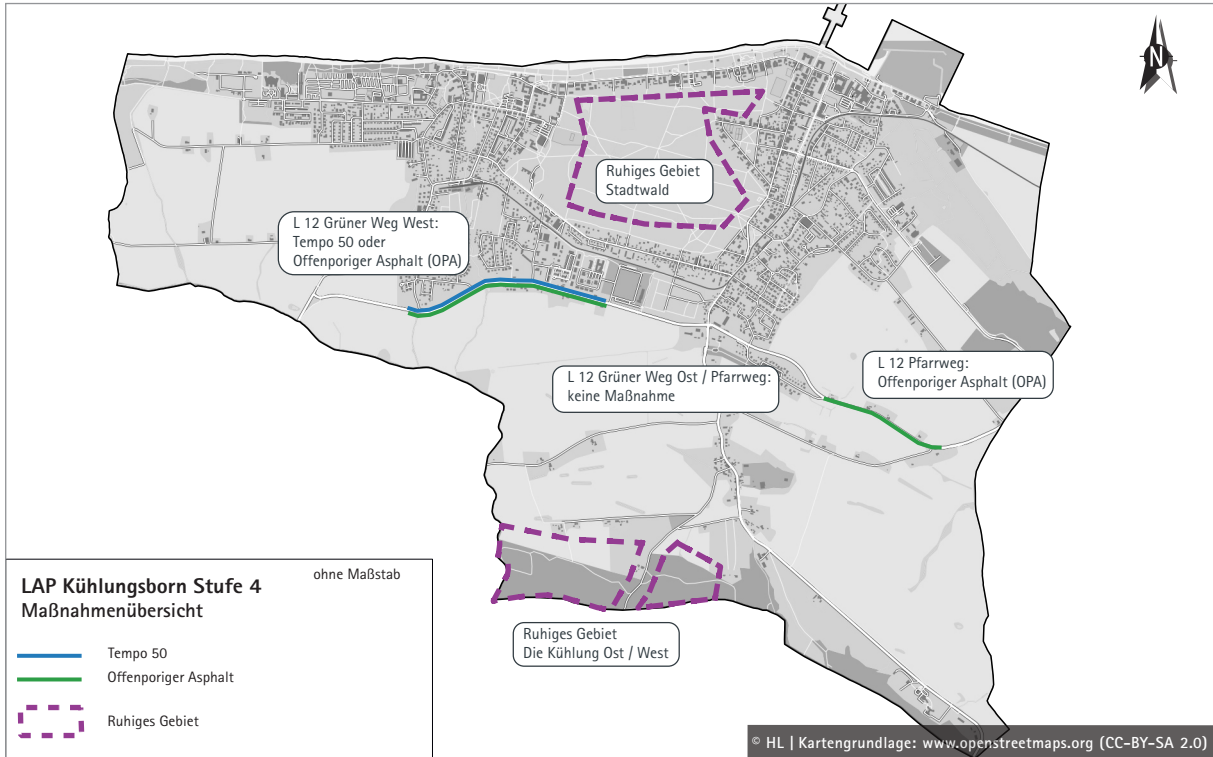 N
Ruhiges Gebiet
Stadtwald
L 12 Grüner Weg West:
Tempo 50 oder
Offenporiger Asphalt (OPA)
L 12 Grüner Weg Ost / Pfarrweg:
keine Maßnahme
L 12 Pfarrweg:
Offenporiger Asphalt (OPA)
Ruhiges Gebiet
Die Kühlung Ost / West
LAP Kühlungsborn Stufe 4
ohne Maßstab
Maßnahmenübersicht
Tempo 50
Offenporiger Asphalt
Ruhiges Gebiet
© HL | Kartengrundlage: www.openstreetmaps.org (CC-BY-SA 2.0)